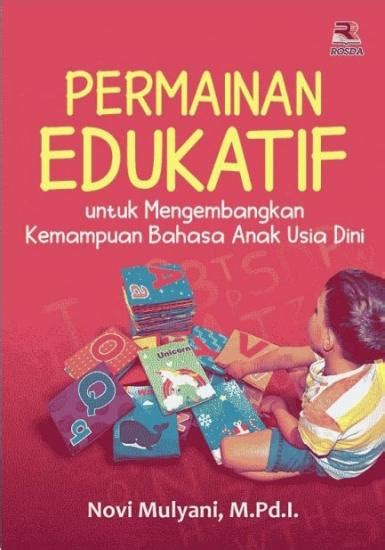 ROSDA
PERMAINAN
EDUKATIF
untuk Mengembangkan
Kemampuan Bahasa Anak Usia Dini
Unicorn
Q
Novi Mulyani, M.Pd.I.